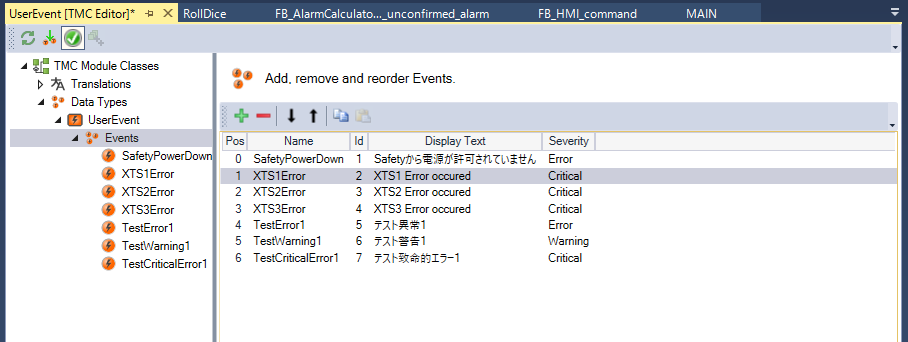 UserEvent [TMC Editor]* RollDice FB_AlarmCalculato..._unconfirmed_alarm FB_HMI_command MAIN
TMC Module Classes
Translations
Data Types
UserEvent
Events
SafetyPowerDown
XTS1Error
XTS2Error
XTS3Error
TestError1
TestWarning1
TestCriticalError1
Add, remove and reorder Events.
Pos Name Id Display Text Severity
0 SafetyPowerDown 1 Safetyから電源が許可されていません Error
1 XTS1Error 2 XTS1 Error occured Critical
2 XTS2Error 3 XTS2 Error occured Critical
3 XTS3Error 4 XTS3 Error occured Critical
4 TestError1 5 テスト異常1 Error
5 TestWarning1 6 テスト警告1 Warning
6 TestCriticalError1 7 テスト致命的エラー1 Critical